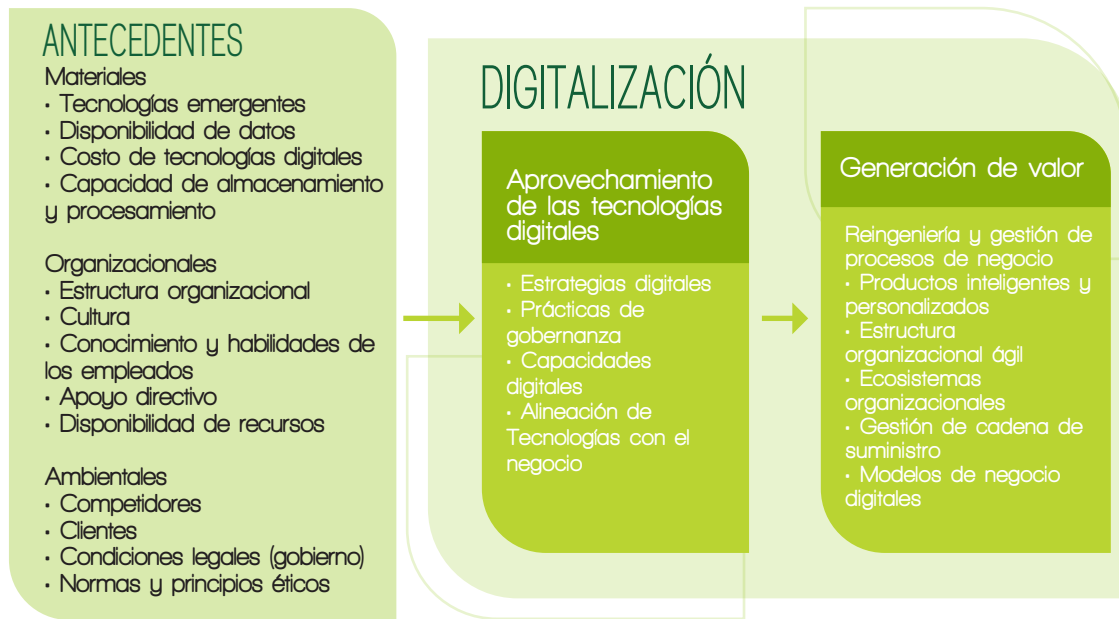 ANTECEDENTES
Materiales
• Tecnologías emergentes
• Disponibilidad de datos
• Costo de tecnologías digitales
• Capacidad de almacenamiento
y procesamiento
Organizacionales
• Estructura organizacional
• Cultura
• Conocimiento y habilidades de
los empleados
• Apoyo directivo
• Disponibilidad de recursos
Ambientales
• Competidores
• Clientes
• Condiciones legales (gobierno)
• Normas y principios éticos
DIGITALIZACIÓN
Aprovechamiento
de las tecnologías
digitales
• Estrategias digitales
• Prácticas de
gobernanza
• Capacidades
digitales
• Alineación de
Tecnologías con el
negocio
Generación de valor
Reingeniería y gestión de
procesos de negocio
• Productos inteligentes y
personalizados
• Estructura
organizacional ágil
• Ecosistemas
organizacionales
• Gestión de cadena de
suministro
• Modelos de negocio
digitales